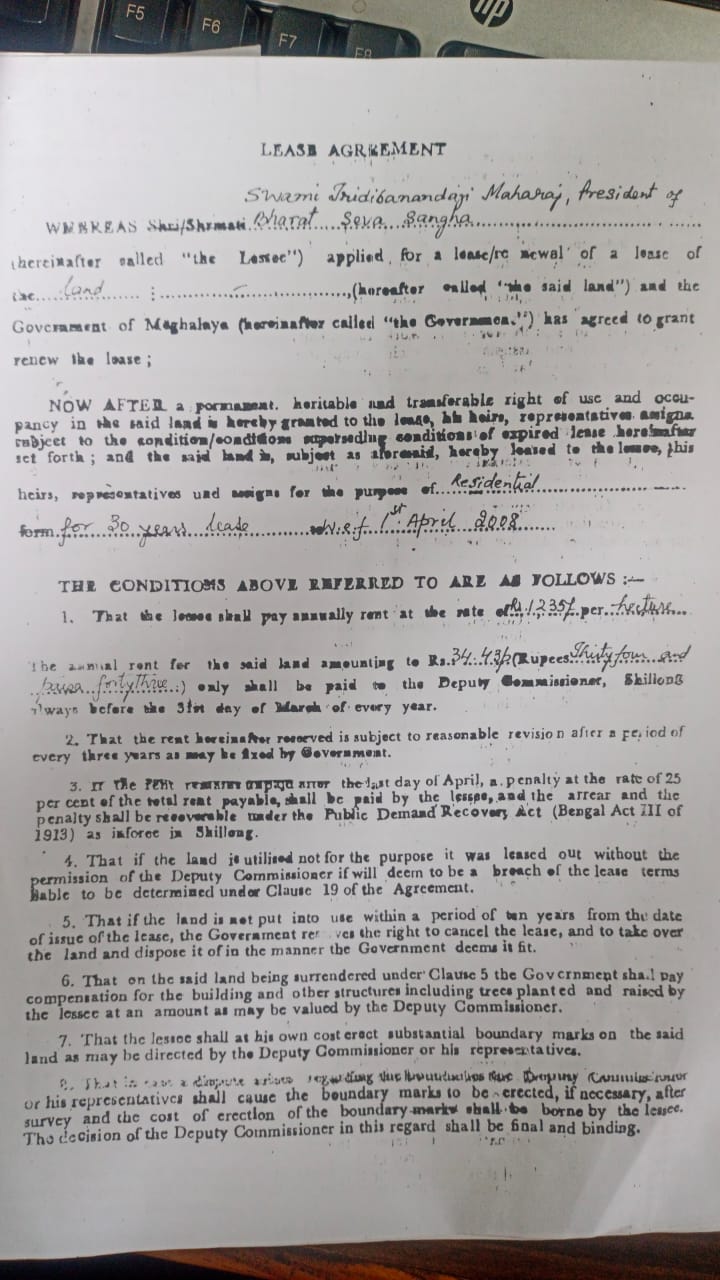 F5 F6 F7 F8 hp
LEASE AGREEMENT
Swami Tridibanandaji Maharaj, President of
WHEREAS Shri/Shrimati Bharat Seva Sangha
(hereinafter called "the Lessee") applied for a lease/renewal of a lease of
the land (hereafter called "the said land") and the
Government of Meghalaya (hereinafter called "the Government") has agreed to grant
renew the lease ;
NOW AFTER a permanent. heritable and transferable right of use and occu-
pancy in the said land is hereby granted to the lessee, his heirs, representatives assigns
subject to the condition/conditions superseding conditions of expired lease hereinafter
set forth ; and the said land is, subject as aforesaid, hereby leased to the lessee, his
heirs, representatives and assigns for the purpose of Residential
form for 30 years lease w.e.f 1st April 2008
THE CONDITIONS ABOVE REFERRED TO ARE AS FOLLOWS :—
1. That the lessee shall pay annually rent at the rate of Rs. 1235/- per hecture
The annual rent for the said land amounting to Rs. 34.43p (Rupees Thirty four and
paisa forty three) only shall be paid to the Deputy Commissioner, Shillong
always before the 31st day of March of every year.
2. That the rent hereinafter reserved is subject to reasonable revision after a period of
every three years as may be fixed by Government.
3. If the rent remains unpaid after the last day of April, a penalty at the rate of 25
per cent of the total rent payable, shall be paid by the lessee, and the arrear and the
penalty shall be recoverable under the Public Demand Recovery Act (Bengal Act III of
1913) as inforce in Shillong.
4. That if the land is utilised not for the purpose it was leased out without the
permission of the Deputy Commissioner if will deem to be a breach of the lease terms
liable to be determined under Clause 19 of the Agreement.
5. That if the land is not put into use within a period of ten years from the date
of issue of the lease, the Government reserves the right to cancel the lease, and to take over
the land and dispose it of in the manner the Government deems it fit.
6. That on the said land being surrendered under Clause 5 the Government shall pay
compensation for the building and other structures including trees planted and raised by
the lessee at an amount as may be valued by the Deputy Commissioner.
7. That the lessee shall at his own cost erect substantial boundary marks on the said
land as may be directed by the Deputy Commissioner or his representatives.
8. That in case a dispute arises regarding the boundaries the Deputy Commissioner
or his representatives shall cause the boundary marks to be erected, if necessary, after
survey and the cost of erection of the boundary marks shall be borne by the lessee.
The decision of the Deputy Commissioner in this regard shall be final and binding.